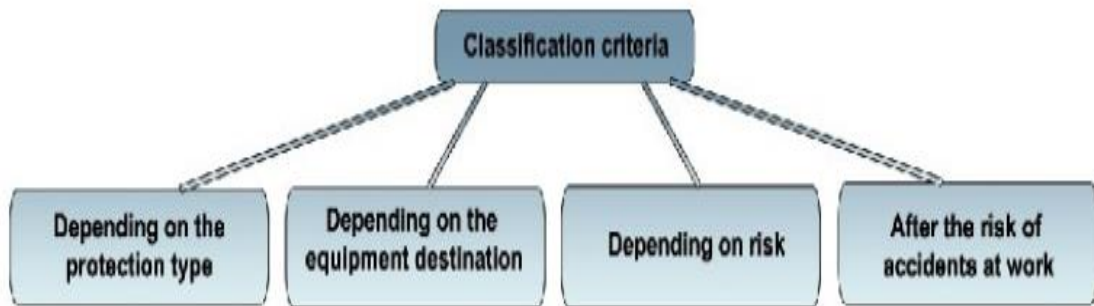 Classification criteria
Depending on the
protection type
Depending on the
equipment destination
Depending on risk
After the risk of
accidents at work